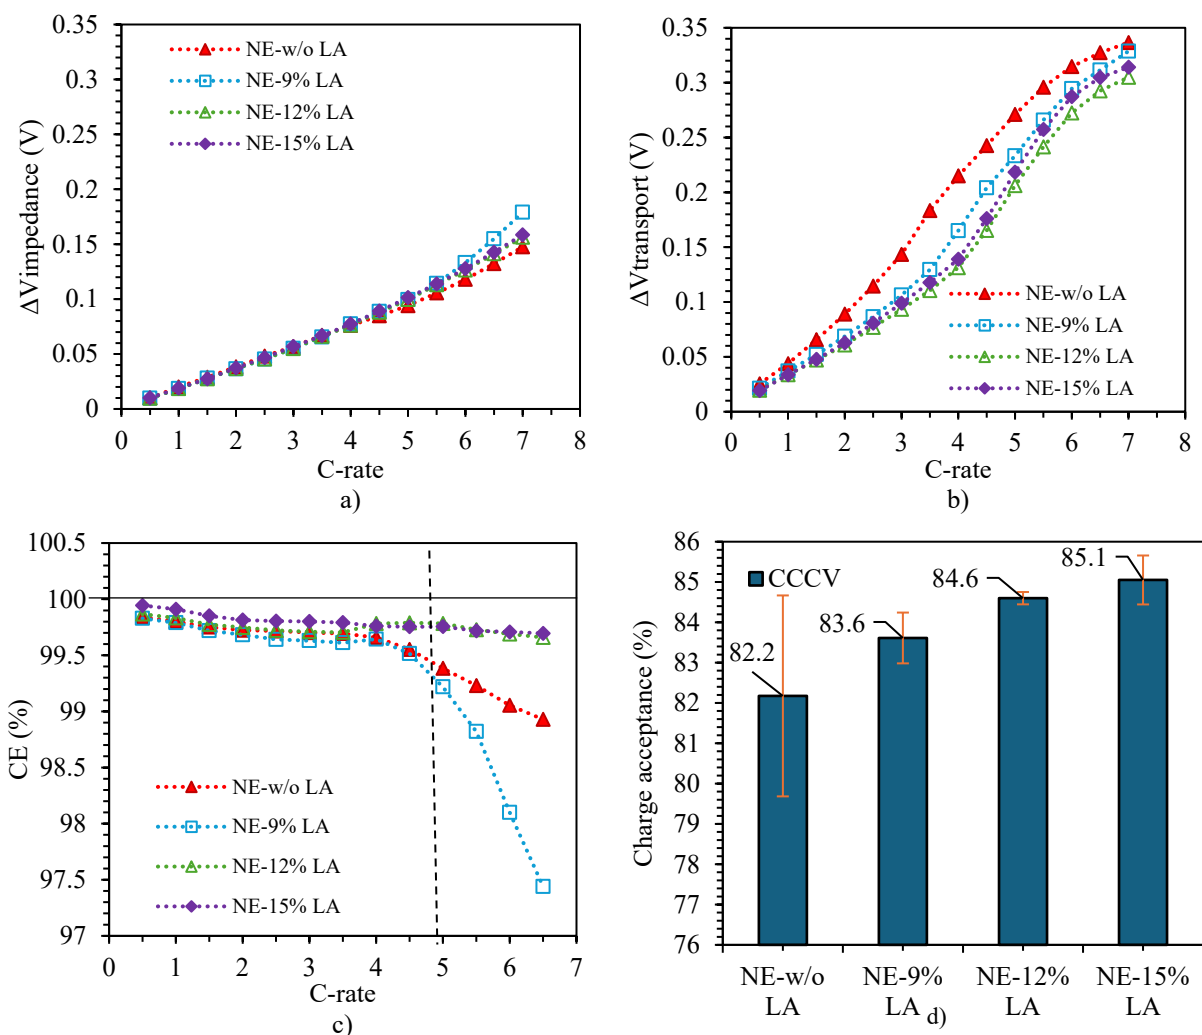 0.35
0.3
0.25
0.2
0.15
0.1
0.05
0
ΔVimpedance (V)
NE-w/o LA
NE-9% LA
NE-12% LA
NE-15% LA
0 1 2 3 4 5 6 7 8
C-rate
a)
0.35
0.3
0.25
0.2
0.15
0.1
0.05
0
ΔVtransport (V)
NE-w/o LA
NE-9% LA
NE-12% LA
NE-15% LA
0 1 2 3 4 5 6 7 8
C-rate
b)
100.5
100
99.5
99
98.5
98
97.5
97
CE (%)
NE-w/o LA
NE-9% LA
NE-12% LA
NE-15% LA
0 1 2 3 4 5 6 7
C-rate
c)
86
85
84
83
82
81
80
79
78
77
76
Charge acceptance (%)
CCCV
82.2
83.6
84.6
85.1
NE-w/o NE-9% NE-12% NE-15%
LA LA LA LA
d)